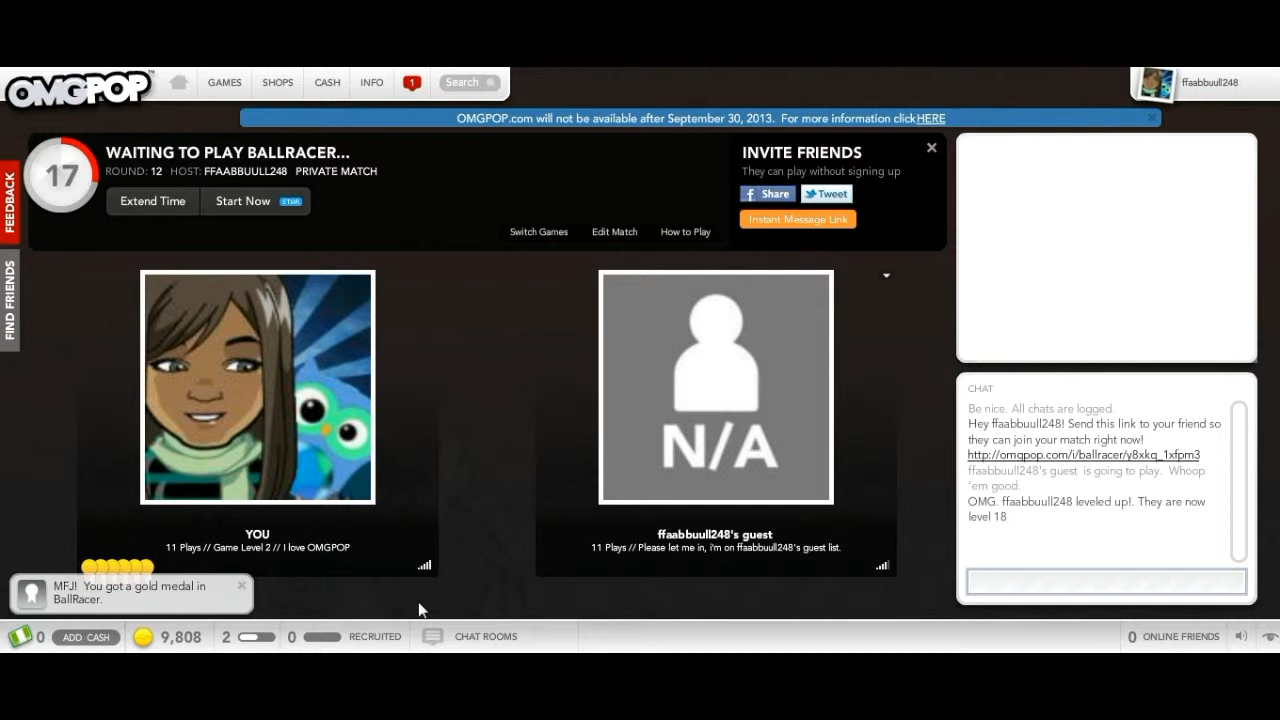 OMGPOP
GAMES
SHOPS
CASH
INFO
1
Search
ffaabbuull248
OMGPOP.com will not be available after September 30, 2013. For more information click HERE
FEEDBACK
FIND FRIENDS
17
WAITING TO PLAY BALLRACER...
ROUND: 12 HOST: FFAABBUULL248 PRIVATE MATCH
Extend Time
Start Now STAR
Switch Games
Edit Match
How to Play
INVITE FRIENDS
They can play without signing up
f Share
Tweet
Instant Message Link
N/A
YOU
11 Plays // Game Level 2 // I love OMGPOP
ffaabbuull248's guest
11 Plays // Please let me in, i'm on ffaabbuull248's guest list.
CHAT
Be nice. All chats are logged.
Hey ffaabbuull248! Send this link to your friend so
they can join your match right now!
http://omgpop.com/i/ballracer/y8xkq_1xfpm3
ffaabbuull248's guest is going to play. Whoop
'em good.
OMG. ffaabbuull248 leveled up!. They are now
level 18
MFJ! You got a gold medal in
BallRacer.
0
ADD CASH
9,808
2
0
RECRUITED
CHAT ROOMS
0 ONLINE FRIENDS